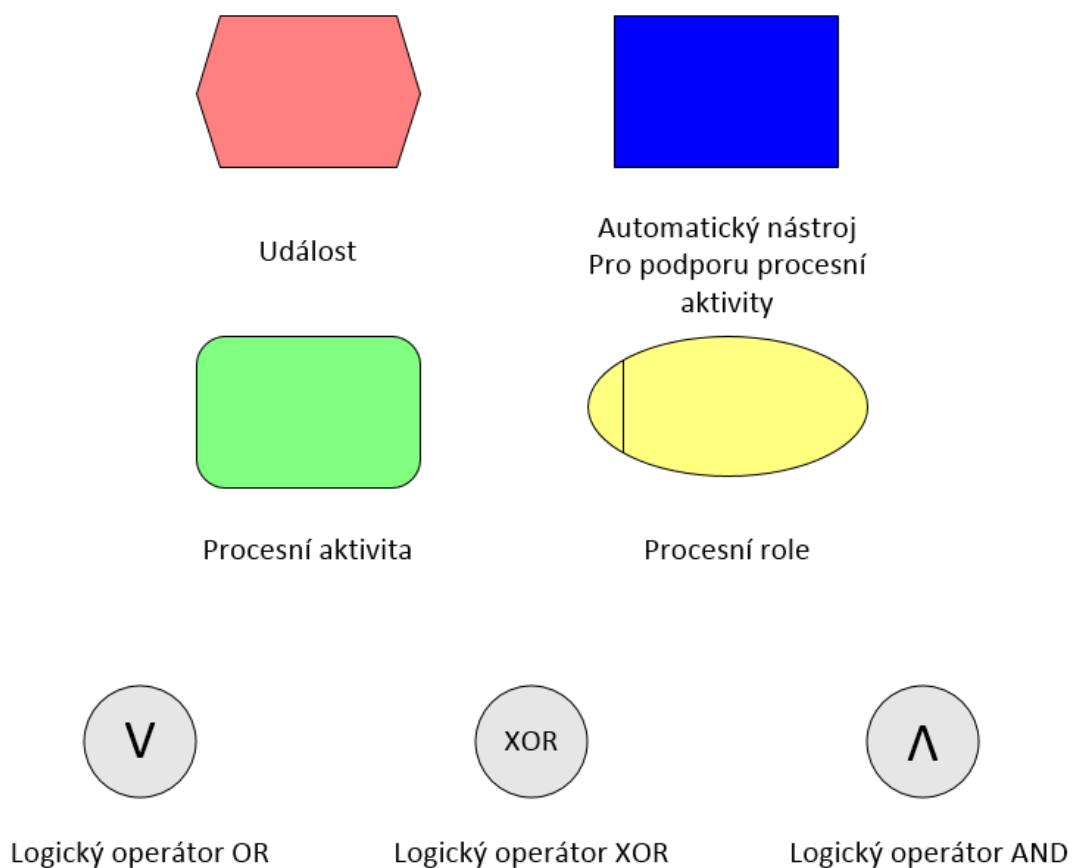 Událost
Automatický nástroj
Pro podporu procesní
aktivity
Procesní aktivita
Procesní role
V
XOR
Λ
Logický operátor OR
Logický operátor XOR
Logický operátor AND